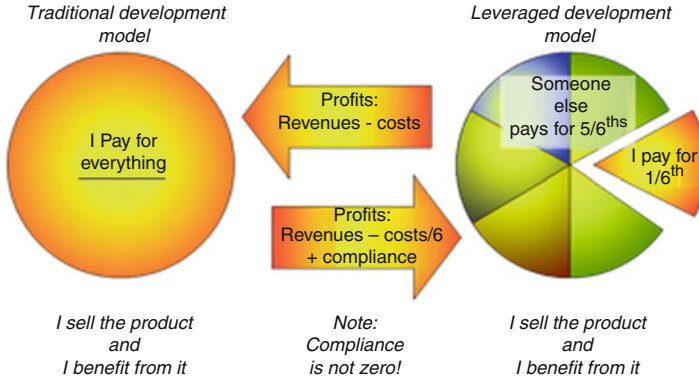 Traditional development
model
Leveraged development
model
I Pay for
everything
Profits:
Revenues - costs
Profits:
Revenues – costs/6
+ compliance
Someone
else
pays for 5/6ths
I pay for
1/6th
I sell the product
and
I benefit from it
Note:
Compliance
is not zero!
I sell the product
and
I benefit from it